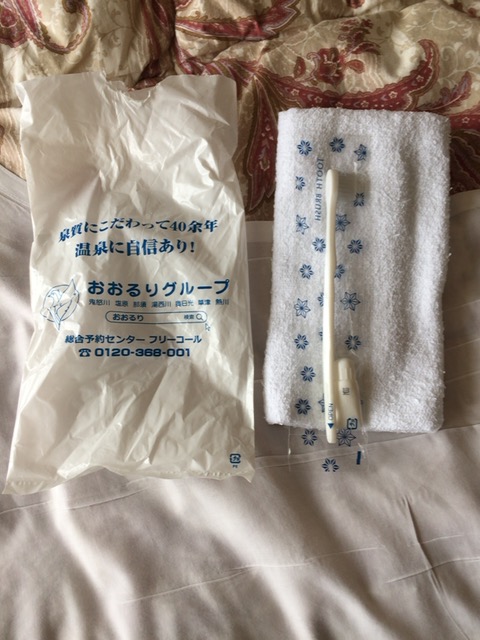 泉質にこだわって40余年
温泉に自信あり!
おおるりグループ
鬼怒川 塩原 那須 湯西川 奥日光 草津 熱川
おおるり 検索
総合予約センター フリーコール
☎ 0120-368-001
TOOTH BRUSH
OPEN